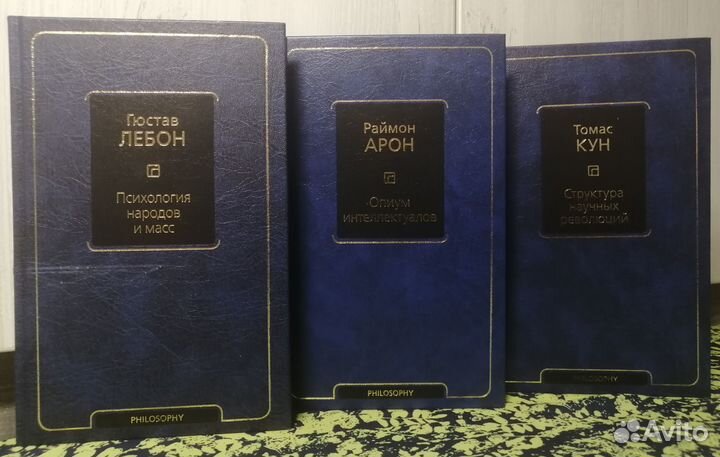 Гюстав
ЛЕБОН
Психология
народов
и масс
PHILOSOPHY
Раймон
АРОН
Опиум
интеллектуалов
PHILOSOPHY
Томас
КУН
Структура
научных
революций
PHILOSOPHY
Avito